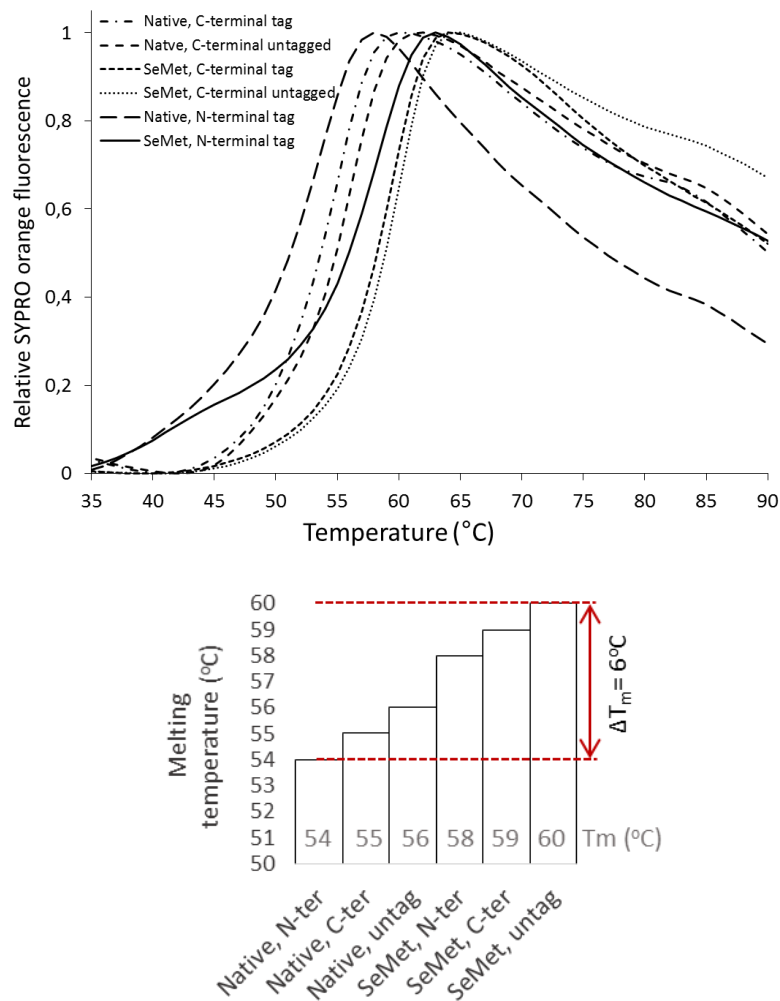 Native, C-terminal tag
Natve, C-terminal untagged
SeMet, C-terminal tag
SeMet, C-terminal untagged
Native, N-terminal tag
SeMet, N-terminal tag
Relative SYPRO orange fluorescence
1
0,8
0,6
0,4
0,2
0
35 40 45 50 55 60 65 70 75 80 85 90
Temperature (°C)
Melting
temperature (°C)
60
59
58
57
56
55
54
53
52
51
50
54 55 56 58 59 60 Tm (°C)
ΔTm= 6°C
Native, N-ter
Native, C-ter
Native, untag
SeMet, N-ter
SeMet, C-ter
SeMet, untag